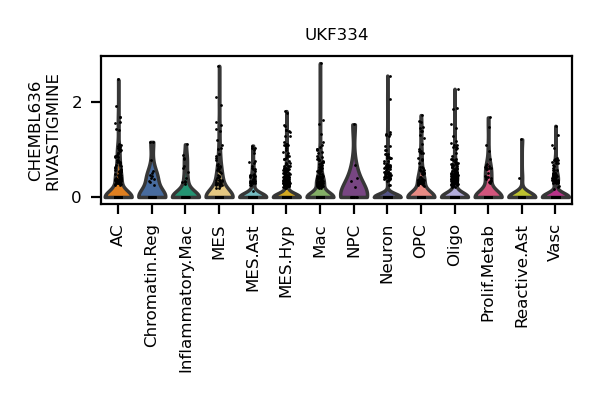 UKF334
CHEMBL636
RIVASTIGMINE
2
0
AC
Chromatin.Reg
Inflammatory.Mac
MES
MES.Ast
MES.Hyp
Mac
NPC
Neuron
OPC
Oligo
Prolif.Metab
Reactive.Ast
Vasc